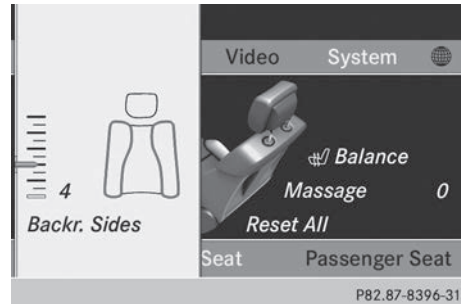 Video System
Balance
4 Massage 0
Backr. Sides Reset All
Seat Passenger Seat
P82.87-8396-31